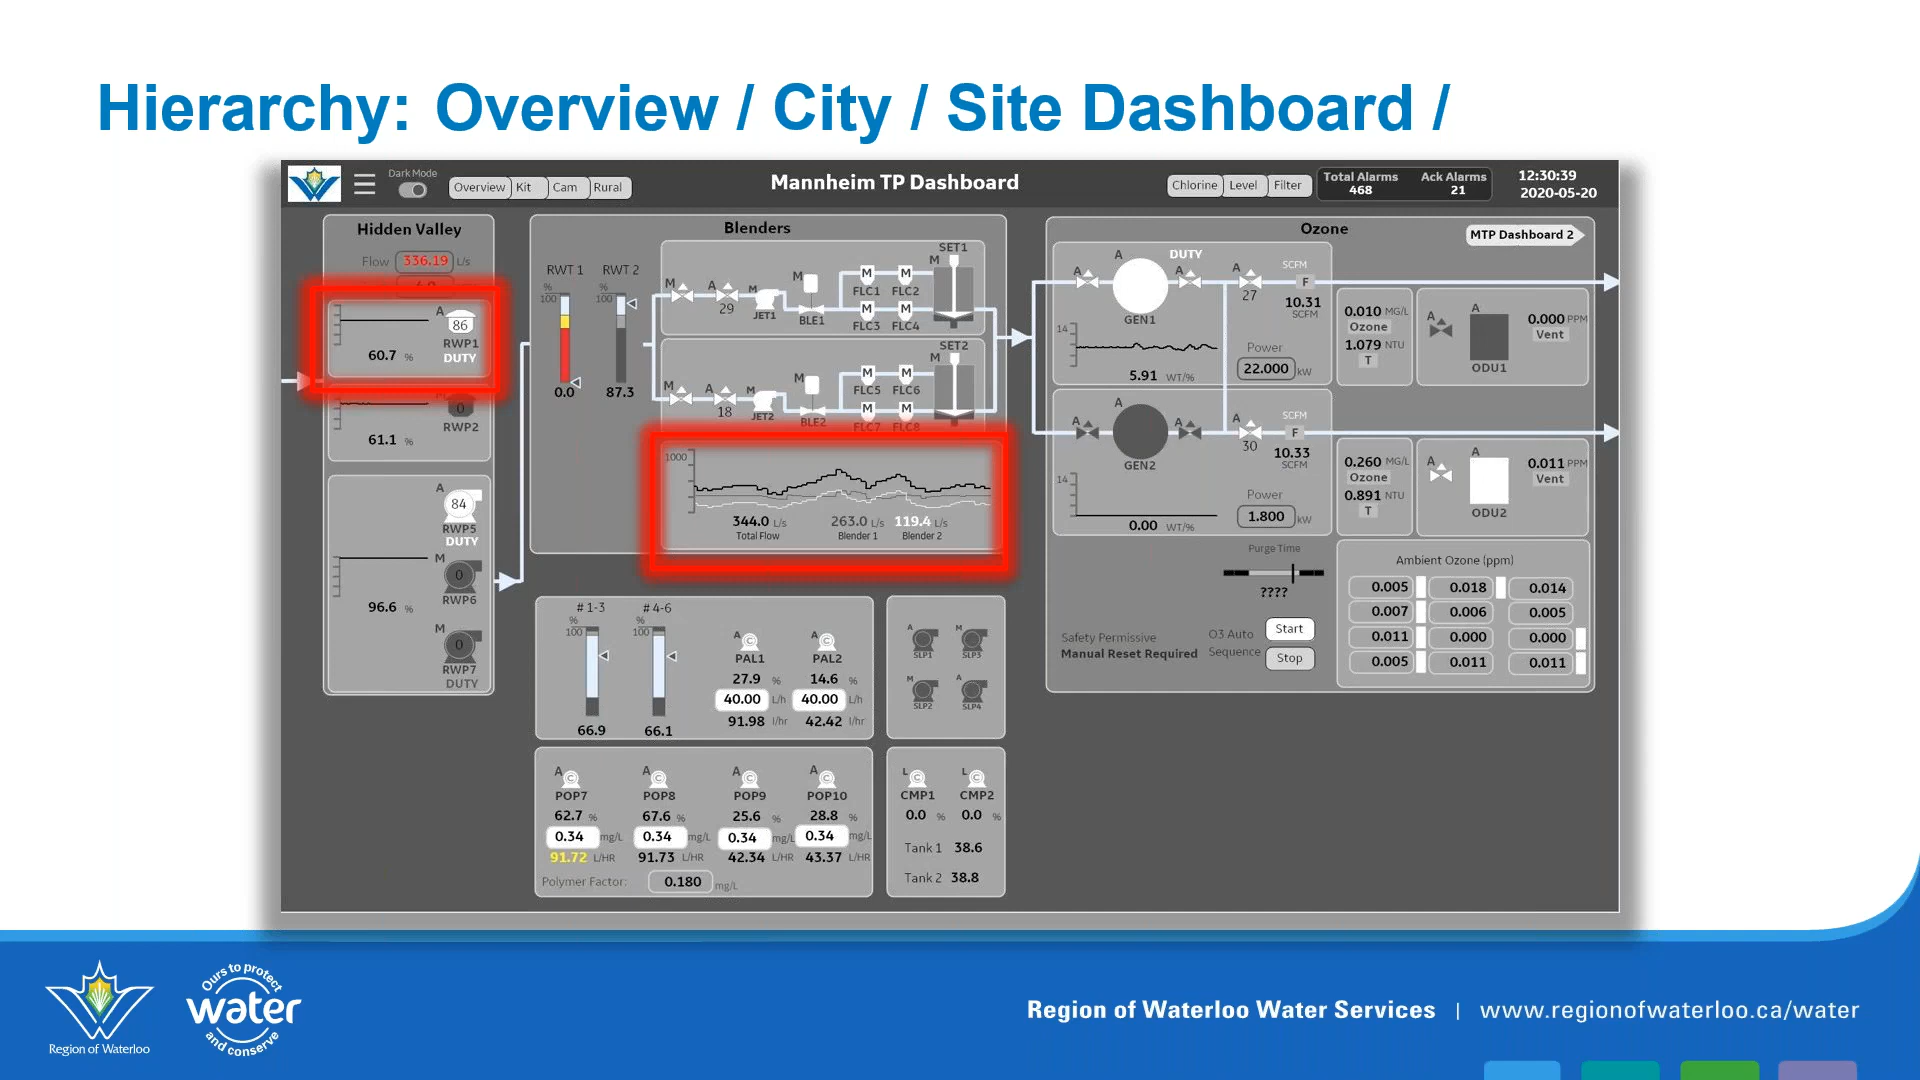 Hierarchy: Overview / City / Site Dashboard /
Dark Mode
Overview Kit Cam Rural
Mannheim TP Dashboard
Chlorine Level Filter
Total Alarms 468
Ack Alarms 21
12:30:39
2020-05-20
Hidden Valley
Flow 336.19 L/s
A 86
RWP1
DUTY
60.7 %
0
RWP2
61.1 %
A 84
RWP5
DUTY
M 0
RWP6
96.6 %
M 0
RWP7
DUTY
Blenders
RWT 1 RWT 2
% 100 % 100
0.0 87.3
SET1
M A 29 M JET1 M BLE1
M FLC1 M FLC2
M FLC3 M FLC4
M
SET2
M A 18 M JET2 M BLE2
M FLC5 M FLC6
M FLC7 M FLC8
M
1000
344.0 L/s 263.0 L/s 119.4 L/s
Total Flow Blender 1 Blender 2
# 1-3 # 4-6
% 100 % 100
66.9 66.1
A C A C
PAL1 PAL2
27.9 % 14.6 %
40.00 L/h 40.00 L/h
91.98 l/hr 42.42 l/hr
A SLP1 M SLP3
M SLP2 A SLP4
A C A C A C A C
POP7 POP8 POP9 POP10
62.7 % 67.6 % 25.6 % 28.8 %
0.34 mg/L 0.34 mg/L 0.34 mg/L 0.34 mg/L
91.72 L/HR 91.73 L/HR 42.34 L/HR 43.37 L/HR
Polymer Factor: 0.180 mg/L
L C L C
CMP1 CMP2
0.0 % 0.0 %
Tank 1 38.6
Tank 2 38.8
Ozone
MTP Dashboard 2
A DUTY
A A
GEN1
14
5.91 WT/%
A 27
SCFM
F
10.31
SCFM
Power
22.000 kW
0.010 MG/L
Ozone
1.079 NTU
T
A A
ODU1
0.000 PPM
Vent
A
A A
GEN2
14
0.00 WT/%
A 30
SCFM
F
10.33
SCFM
Power
1.800 kW
0.260 MG/L
Ozone
0.891 NTU
T
A A
ODU2
0.011 PPM
Vent
Purge Time
????
Safety Permissive
Manual Reset Required
O3 Auto
Sequence
Start
Stop
Ambient Ozone (ppm)
0.005 0.018 0.014
0.007 0.006 0.005
0.011 0.000 0.000
0.005 0.011 0.011
Region of Waterloo
Ours to protect
water
and conserve
Region of Waterloo Water Services | www.regionofwaterloo.ca/water